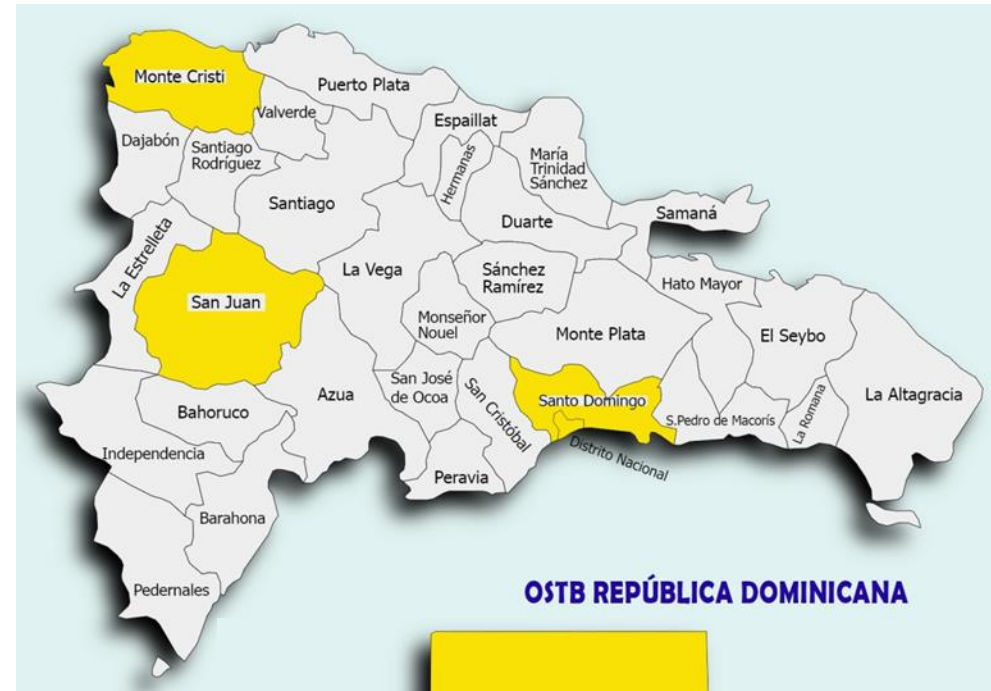 Monte Cristi
Puerto Plata
Valverde
Espaillat
Dajabón
Santiago
Rodríguez
Hermanas
María
Trinidad
Sánchez
Santiago
Duarte
Samaná
La Estrelleta
La Vega
Sánchez
Ramírez
Hato Mayor
San Juan
Monseñor
Nouel
Monte Plata
El Seybo
San José
de Ocoa
San Cristóbal
Azua
Santo Domingo
La Romana
La Altagracia
Bahoruco
S.Pedro de Macorís
Independencia
Distrito Nacional
Peravia
Barahona
Pedernales
OSTB REPÚBLICA DOMINICANA